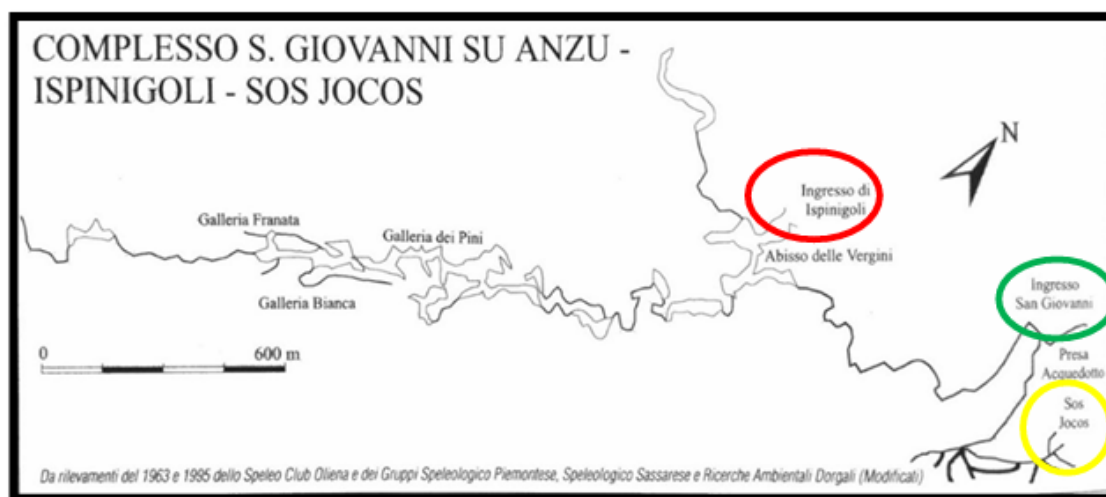 COMPLESSO S. GIOVANNI SU ANZU -
ISPINIGOLI - SOS JOCOS
N
Ingresso di
Ispinigoli
Galleria Franata
Galleria dei Pini
Abisso delle Vergini
Galleria Bianca
Ingresso
San Giovanni
0 600 m
Presa
Acquedotto
Sos
Jocos
Da rilevamenti del 1963 e 1995 dello Speleo Club Oliena e dei Gruppi Speleologico Piemontese, Speleologico Sassarese e Ricerche Ambientali Dorgali (Modificati)